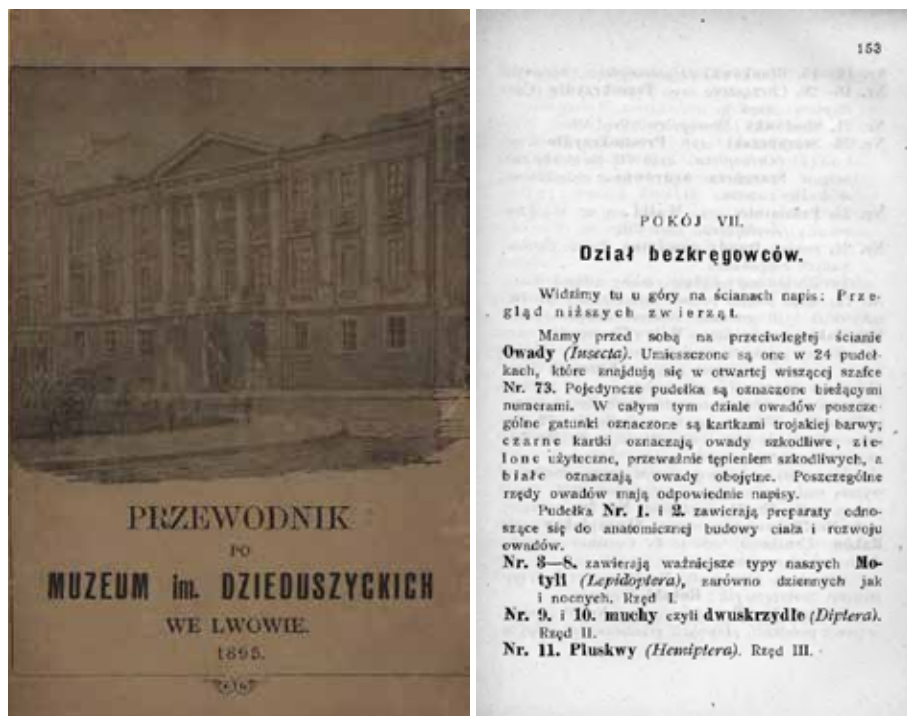 PRZEWODNIK
PO
MUZEUM im. DZIEDUSZYCKICH
WE LWOWIE.
1895.
153
POKÓJ VII.
Dział bezkręgowców.
Widzimy tu u góry na ścianach napis: Prze-
gląd niższych zwierząt.
Mamy przed sobą na przeciwległej ścianie
Owady (Insecta). Umieszczone są one w 24 pudeł-
kach, które znajdują się w otwartej wiszącej szafce
Nr. 73. Pojedyncze pudełka są oznaczone bieżącymi
numerami. W całym tym dziale owadów poszcze-
gólne gatunki oznaczone są kartkami trojakiej barwy;
czarne kartki oznaczają owady szkodliwe, zie-
lone użyteczne, przeważnie tępieniem szkodliwych, a
białe oznaczają owady obojętne. Poszczególne
rzędy owadów mają odpowiednie napisy.
Pudełka Nr. 1. i 2. zawierają preparaty odno-
szące się do anatomicznej budowy ciała i rozwoju
owadów.
Nr. 3—8. zawierają ważniejsze typy naszych Mo-
tyli (Lepidoptera), zarówno dziennych jak
i nocnych. Rzęd I.
Nr. 9. i 10. muchy czyli dwuskrzydłe (Diptera).
Rzęd II.
Nr. 11. Pluskwy (Hemiptera). Rzęd III.